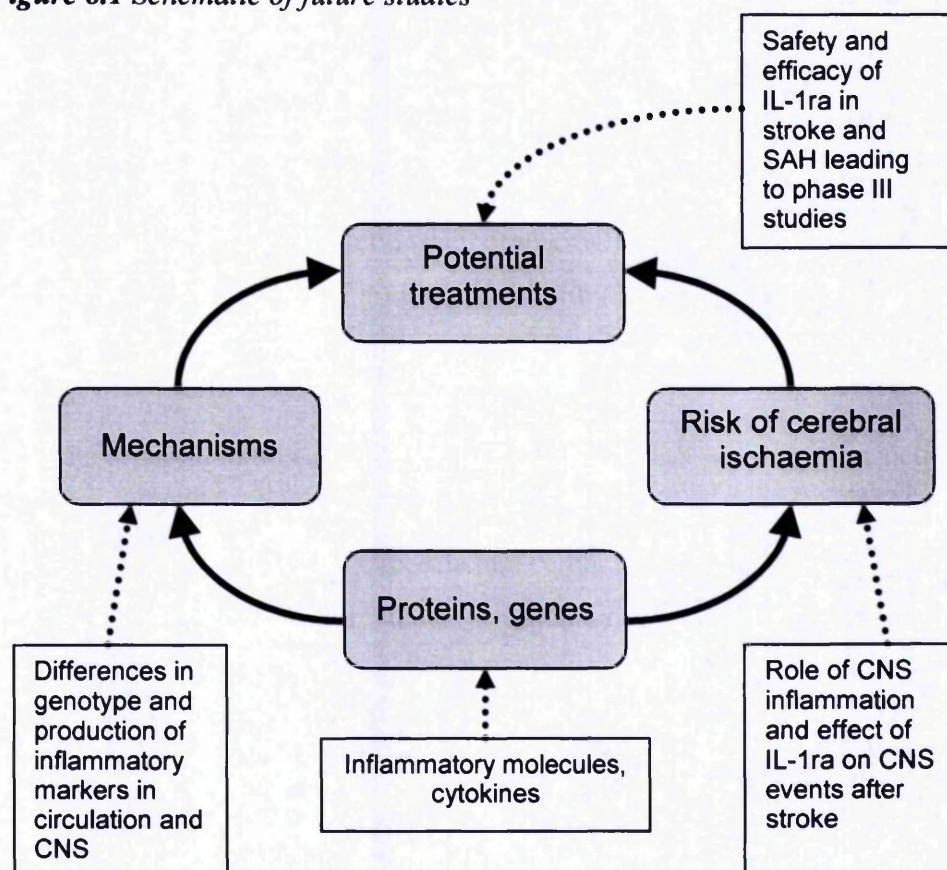 igure 6.1 Schematic of future studies
Safety and
efficacy of
IL-1ra in
stroke and
SAH leading
to phase III
studies
Potential
treatments
Mechanisms
Risk of cerebral
ischaemia
Proteins, genes
Differences in
genotype and
production of
inflammatory
markers in
circulation and
CNS
Inflammatory molecules,
cytokines
Role of CNS
inflammation
and effect of
IL-1ra on CNS
events after
stroke